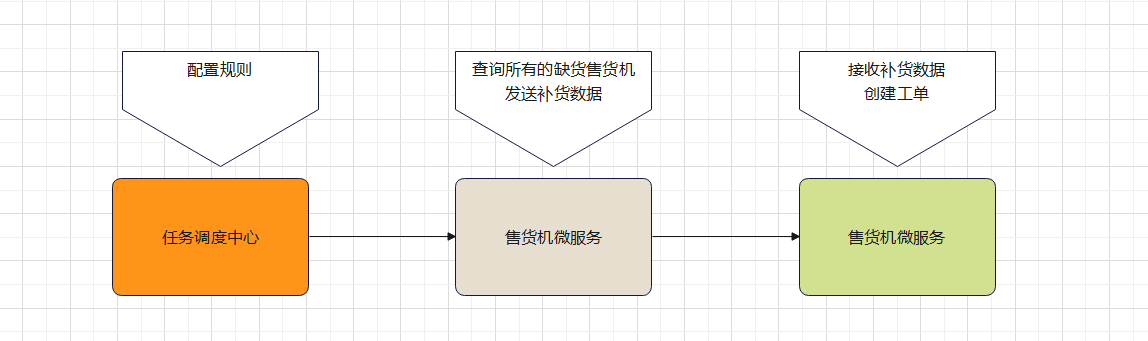 配置规则
查询所有的缺货售货机
发送补货数据
接收补货数据
创建工单
任务调度中心
售货机微服务
售货机微服务